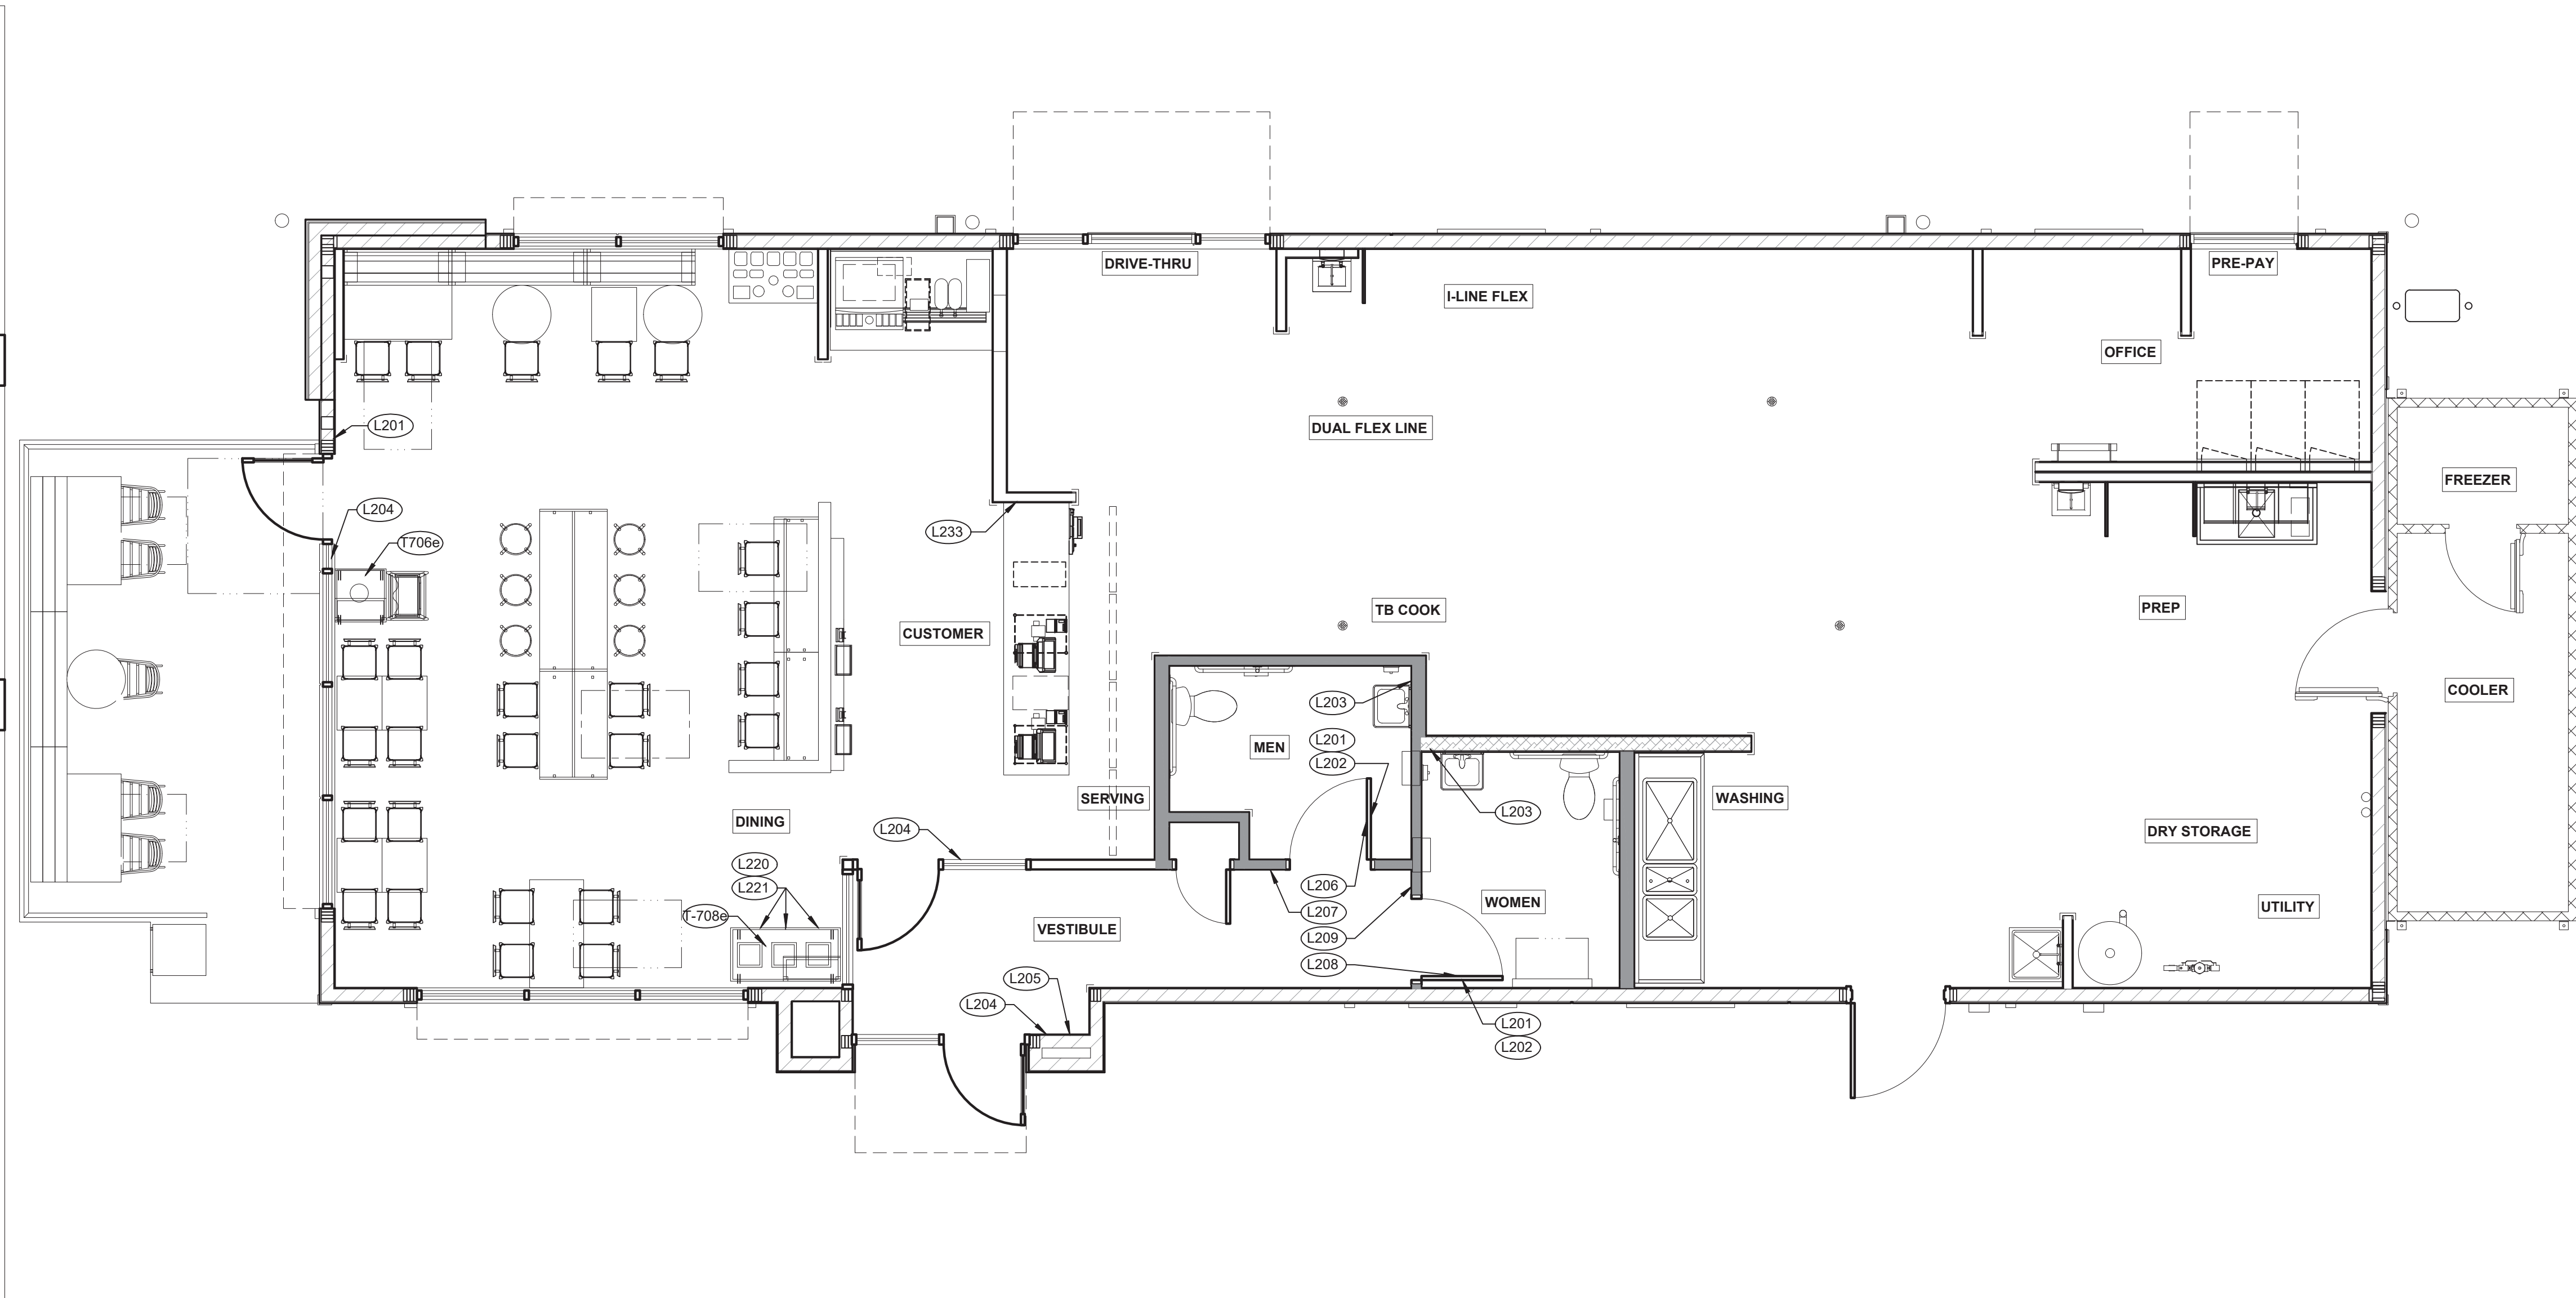 DRIVE-THRU
PRE-PAY
I-LINE FLEX
OFFICE
L201
DUAL FLEX LINE
FREEZER
L204
L233
T706e
TB COOK
PREP
CUSTOMER
COOLER
L203
MEN
L201
L202
SERVING
WASHING
L203
DINING
L204
DRY STORAGE
L220
L221
L206
WOMEN
UTILITY
L207
T-708e
VESTIBULE
L209
L208
L205
L204
L201
L202